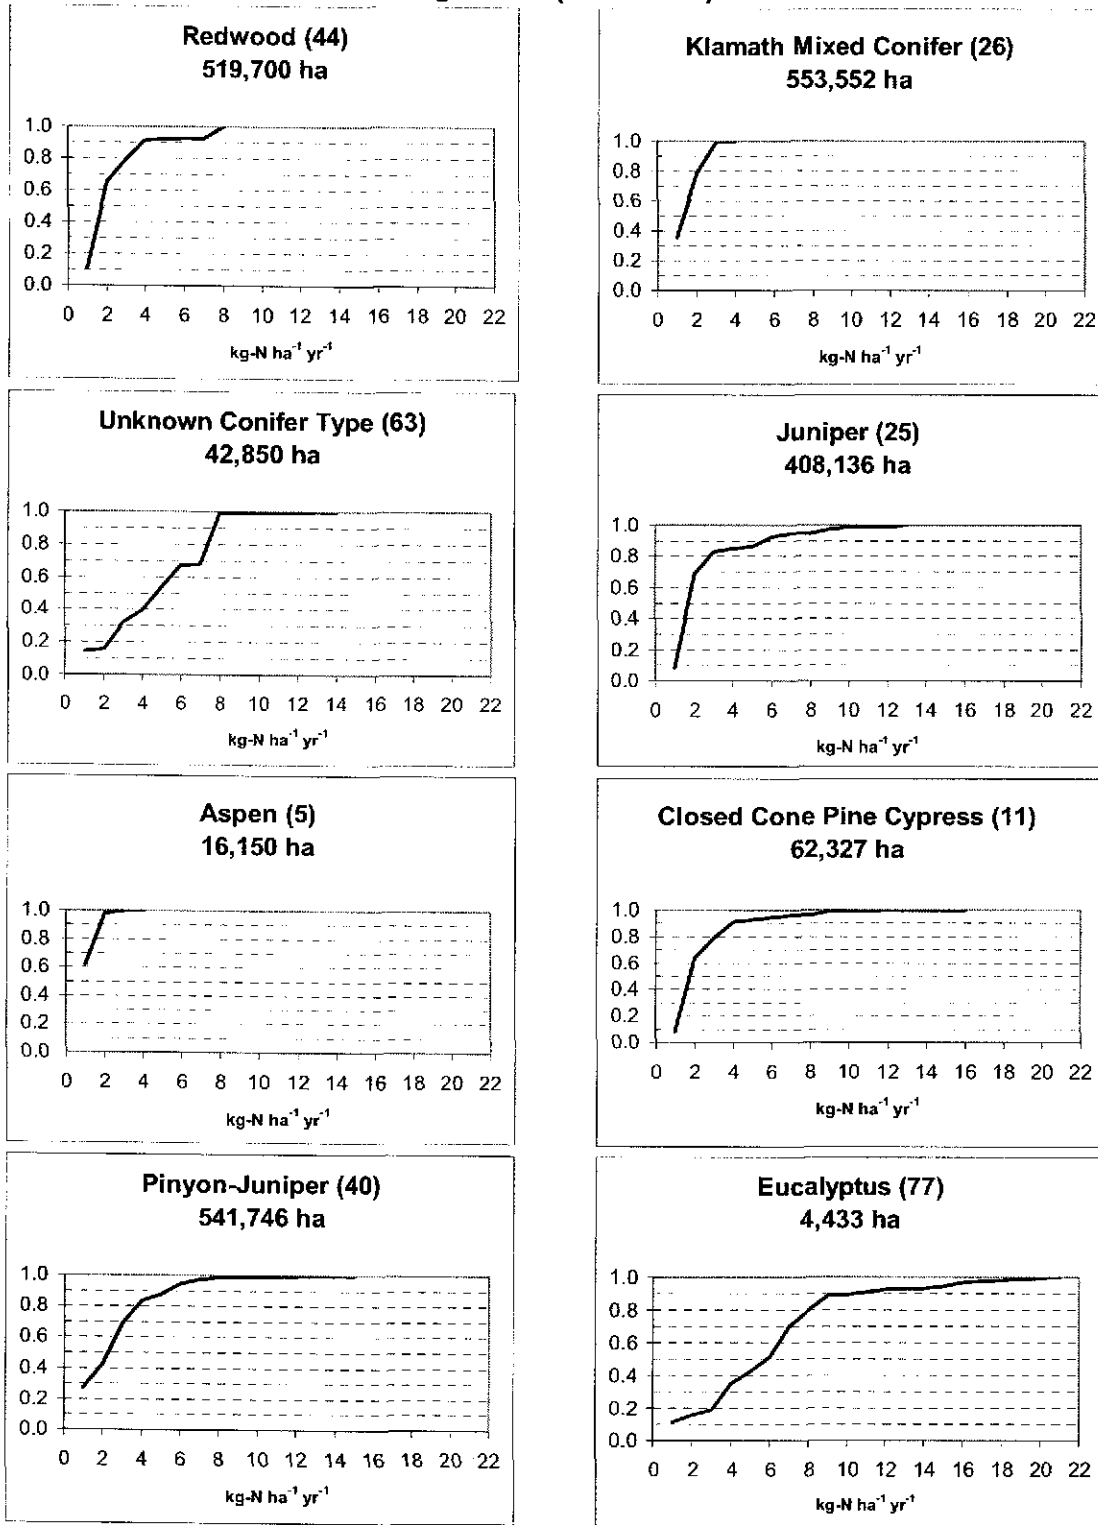 Redwood (44)
519,700 ha
1.0
0.8
0.6
0.4
0.2
0.0
0 2 4 6 8 10 12 14 16 18 20 22
kg-N ha⁻¹ yr⁻¹
Klamath Mixed Conifer (26)
553,552 ha
1.0
0.8
0.6
0.4
0.2
0.0
0 2 4 6 8 10 12 14 16 18 20 22
kg-N ha⁻¹ yr⁻¹
Unknown Conifer Type (63)
42,850 ha
1.0
0.8
0.6
0.4
0.2
0.0
0 2 4 6 8 10 12 14 16 18 20 22
kg-N ha⁻¹ yr⁻¹
Juniper (25)
408,136 ha
1.0
0.8
0.6
0.4
0.2
0.0
0 2 4 6 8 10 12 14 16 18 20 22
kg-N ha⁻¹ yr⁻¹
Aspen (5)
16,150 ha
1.0
0.8
0.6
0.4
0.2
0.0
0 2 4 6 8 10 12 14 16 18 20 22
kg-N ha⁻¹ yr⁻¹
Closed Cone Pine Cypress (11)
62,327 ha
1.0
0.8
0.6
0.4
0.2
0.0
0 2 4 6 8 10 12 14 16 18 20 22
kg-N ha⁻¹ yr⁻¹
Pinyon-Juniper (40)
541,746 ha
1.0
0.8
0.6
0.4
0.2
0.0
0 2 4 6 8 10 12 14 16 18 20 22
kg-N ha⁻¹ yr⁻¹
Eucalyptus (77)
4,433 ha
1.0
0.8
0.6
0.4
0.2
0.0
0 2 4 6 8 10 12 14 16 18 20 22
kg-N ha⁻¹ yr⁻¹